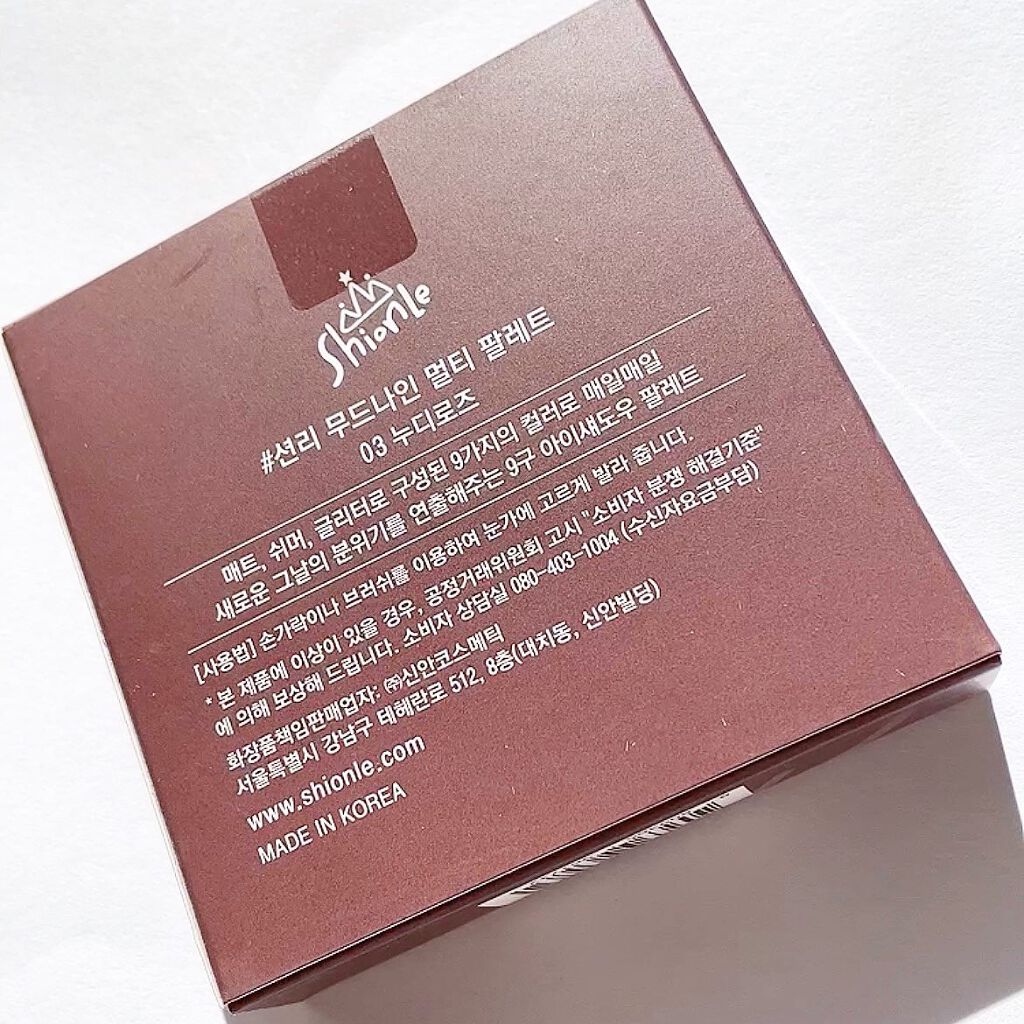 Shionle
#션리 무드나인 멀티 팔레트
03 누디로즈
매트, 쉬머, 글리터로 구성된 9가지의 컬러로 매일매일
새로운 그날의 분위기를 연출해주는 9구 아이섀도우 팔레트
[사용법] 손가락이나 브러쉬를 이용하여 눈가에 고르게 발라 줍니다.
* 본 제품에 이상이 있을 경우, 공정거래위원회 고시 "소비자 분쟁 해결기준"
에 의해 보상해 드립니다. 소비자 상담실 080-403-1004 (수신자요금부담)
화장품책임판매업자: ㈜신안코스메틱
서울특별시 강남구 테헤란로 512, 8층(대치동, 신안빌딩)
www.shionle.com
MADE IN KOREA